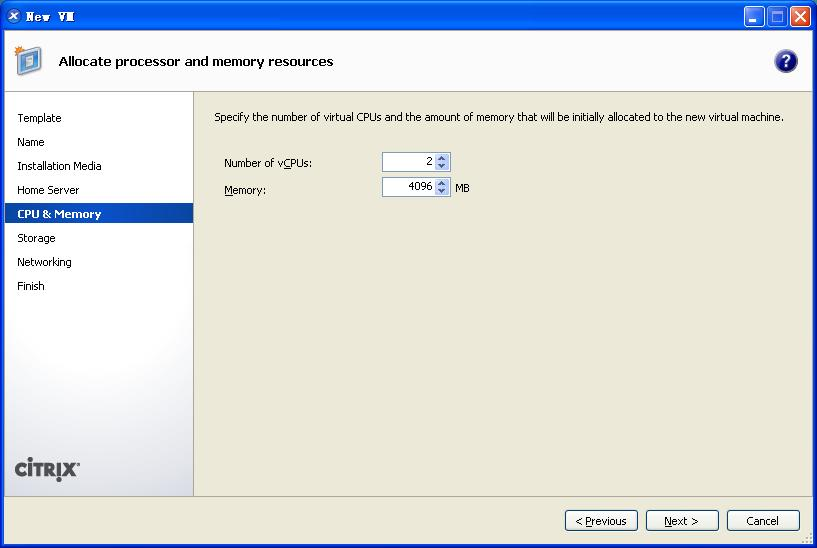 New VM
Allocate processor and memory resources
?
Template
Name
Installation Media
Home Server
CPU & Memory
Storage
Networking
Finish
Specify the number of virtual CPUs and the amount of memory that will be initially allocated to the new virtual machine.
Number of vCPUs: 2
Memory: 4096 MB
CITRIX
< Previous Next > Cancel